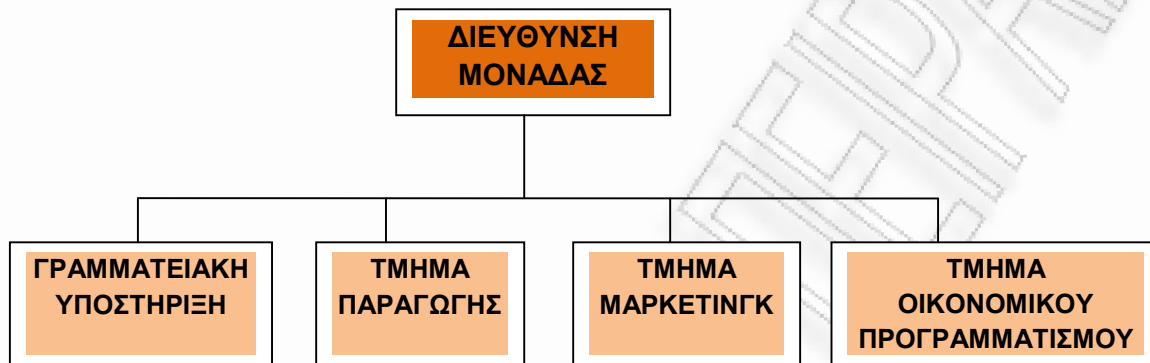 ΔΙΕΥΘΥΝΣΗ
ΜΟΝΑΔΑΣ
ΓΡΑΜΜΑΤΕΙΑΚΗ
ΥΠΟΣΤΗΡΙΞΗ
ΤΜΗΜΑ
ΠΑΡΑΓΩΓΗΣ
ΤΜΗΜΑ
ΜΑΡΚΕΤΙΝΓΚ
ΤΜΗΜΑ
ΟΙΚΟΝΟΜΙΚΟΥ
ΠΡΟΓΡΑΜΜΑΤΙΣΜΟΥ